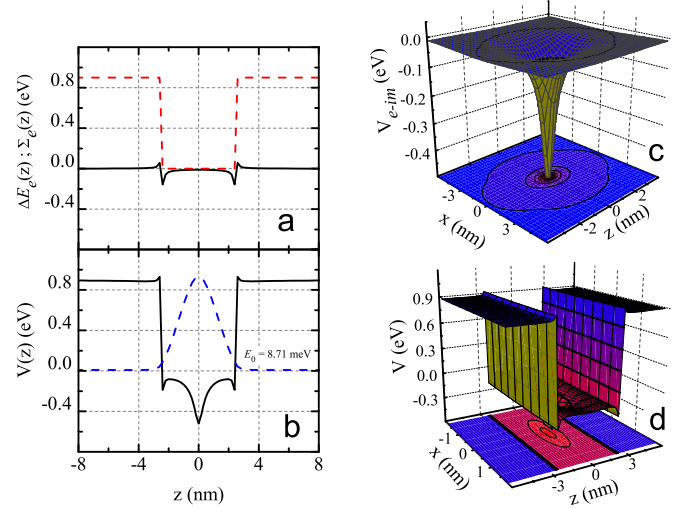 0.8
0.4
0.0
-0.4
ΔE_e(z) ; Σ_e(z) (eV)
a
0.8
0.4
0.0
-0.4
V(z) (eV)
E_0 = 8.71 meV
b
-8 -4 0 4 8
z (nm)
0.0
-0.1
-0.2
-0.3
-0.4
V_e-im (eV)
c
-3 0 3
x (nm)
-2 0 2
z (nm)
0.9
0.6
0.3
0.0
-0.3
V (eV)
d
-1 0 1
x (nm)
-3 0 3
z (nm)